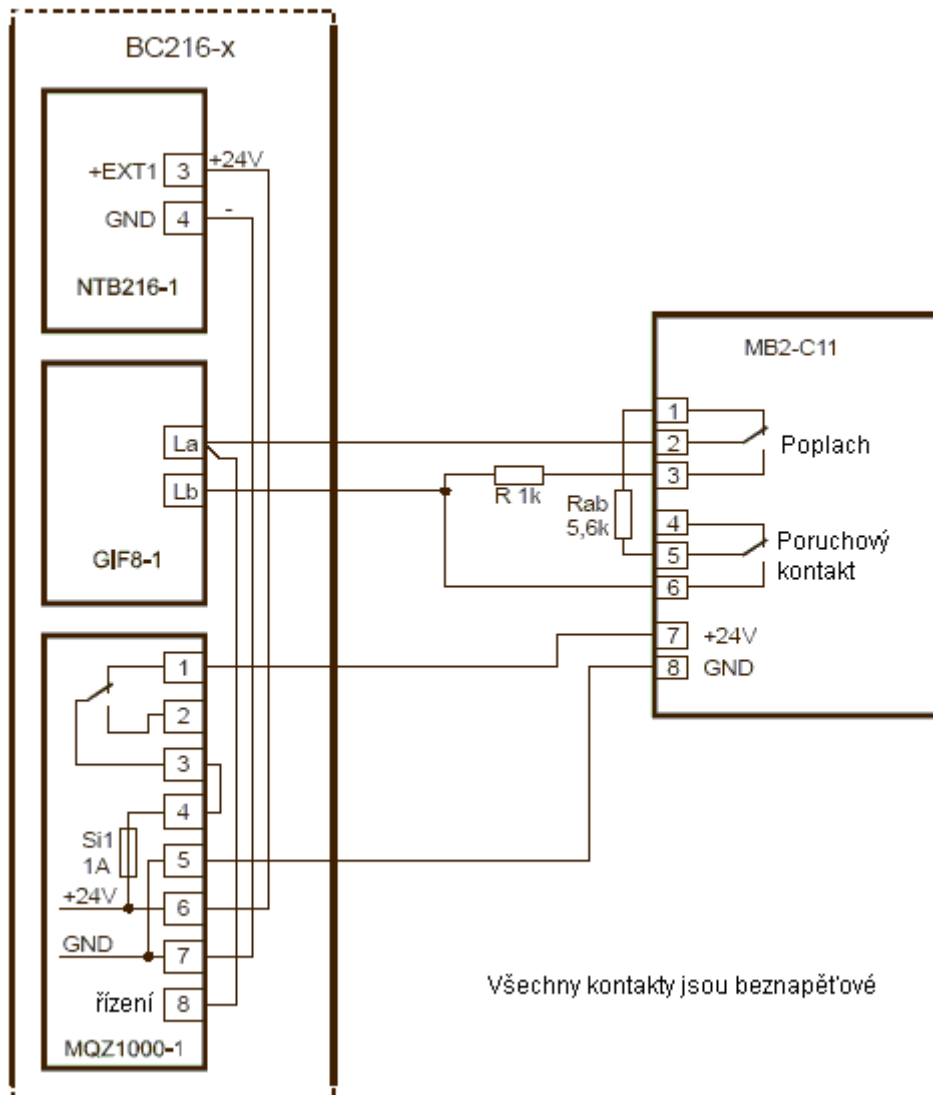 BC216-x
+EXT1 3 +24V
GND 4 -
NTB216-1
La
Lb
GIF8-1
1
2
3
4
Si1
1A
5
+24V
6
GND
7
řízení 8
MQZ1000-1
R 1k
Rab
5,6k
MB2-C11
1
2
Poplach
3
4
5
Poruchový
kontakt
6
7 +24V
8 GND
Všechny kontakty jsou beznapěťové